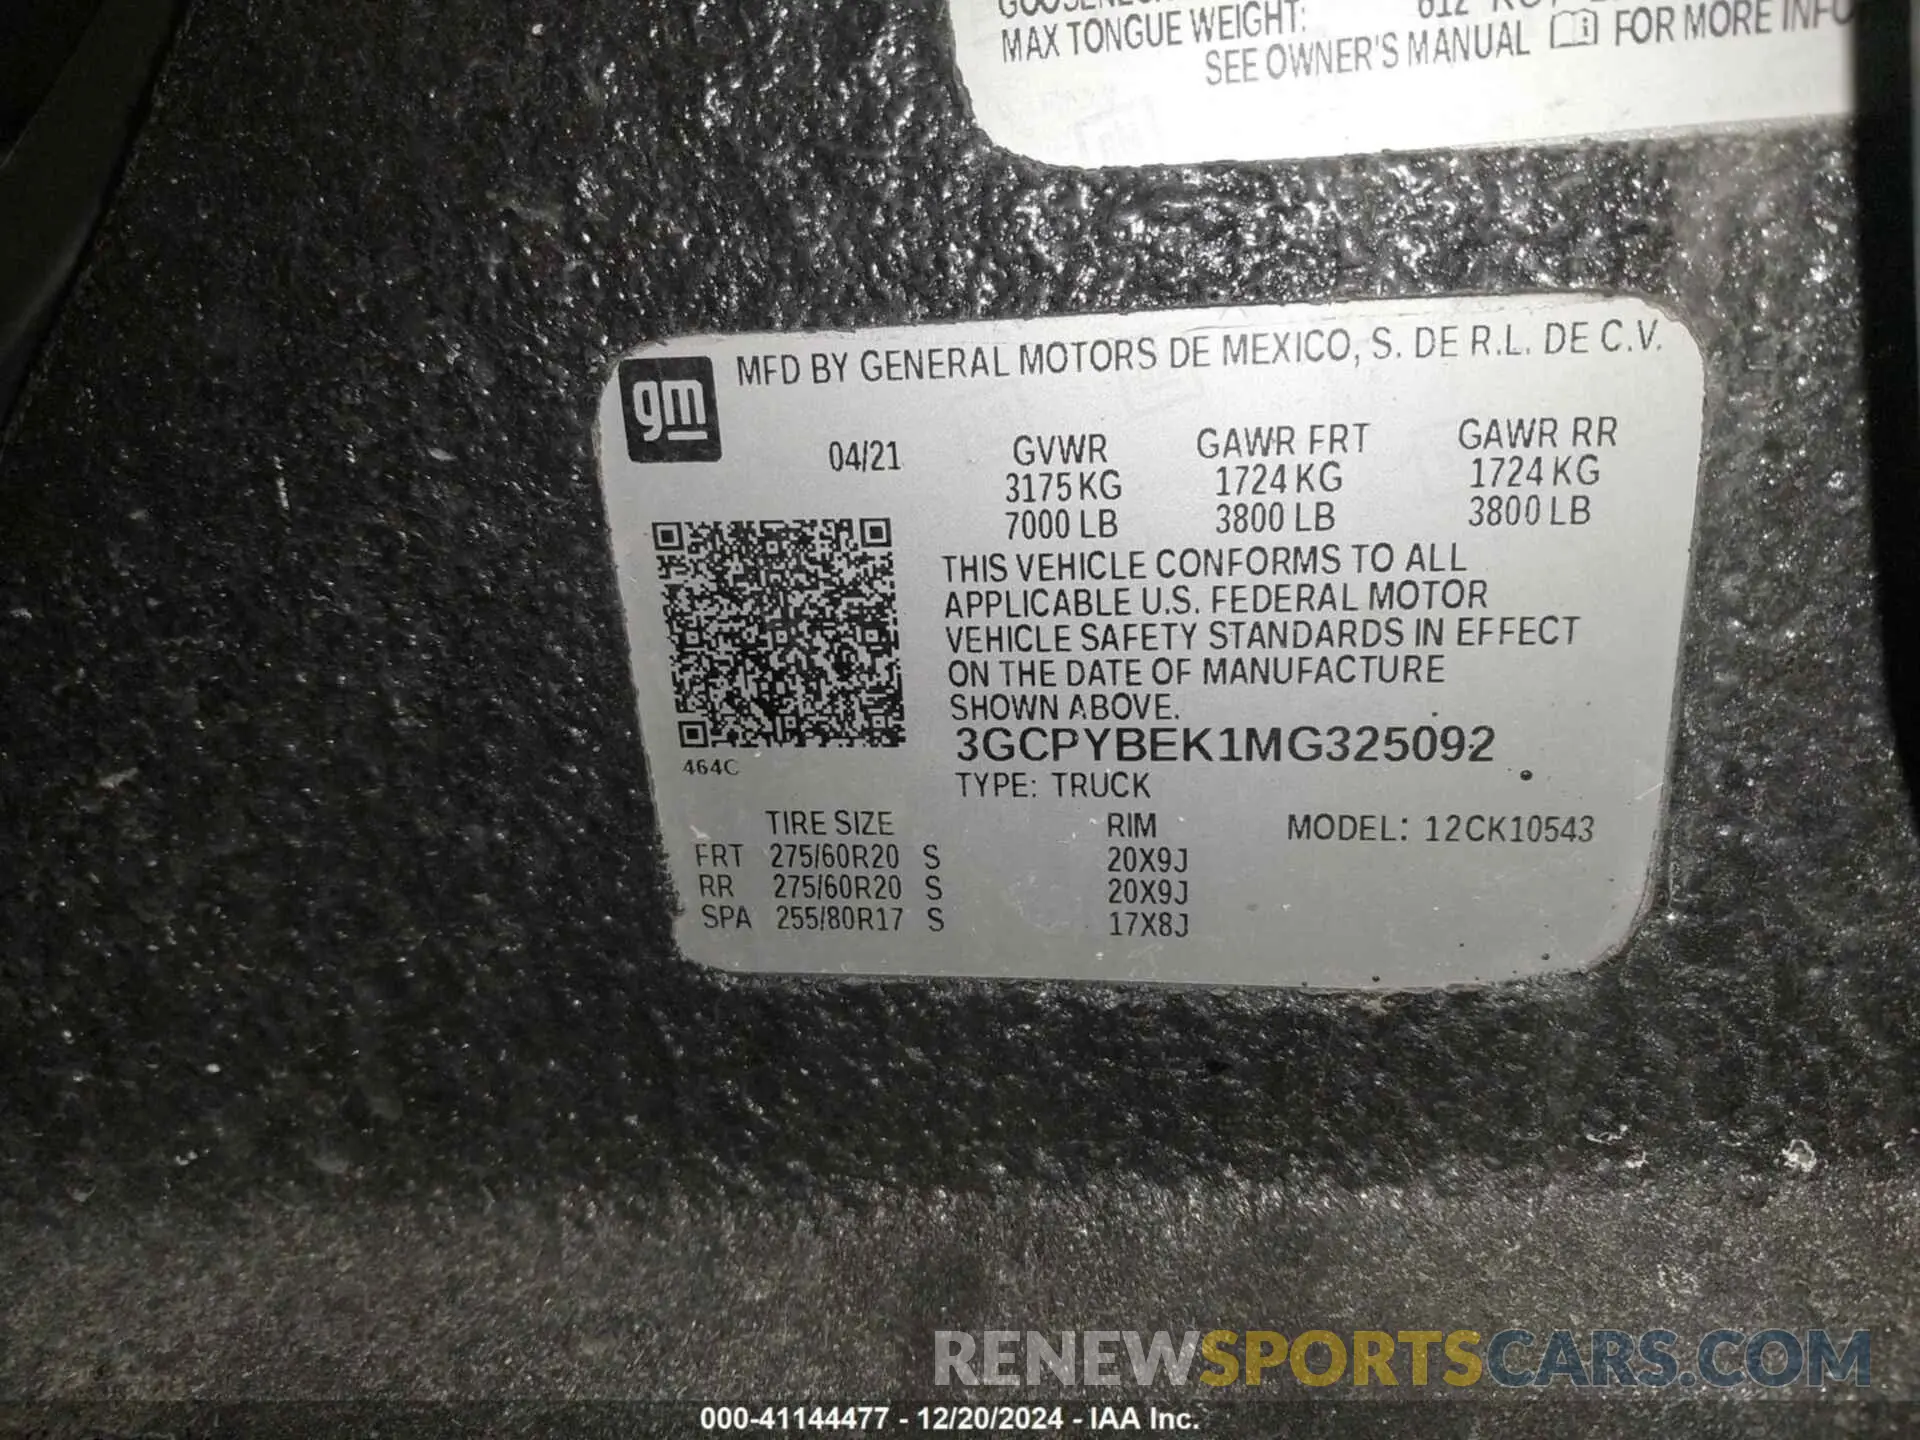 MAX TONGUE WEIGHT:
SEE OWNER'S MANUAL FOR MORE
gm
MFD BY GENERAL MOTORS DE MEXICO, S. DE R.L. DE C.V.
04/21 GVWR GAWR FRT GAWR RR
3175 KG 1724 KG 1724 KG
7000 LB 3800 LB 3800 LB
THIS VEHICLE CONFORMS TO ALL
APPLICABLE U.S. FEDERAL MOTOR
VEHICLE SAFETY STANDARDS IN EFFECT
ON THE DATE OF MANUFACTURE
SHOWN ABOVE.
3GCPYBEK1MG325092
464C
TYPE: TRUCK
TIRE SIZE RIM MODEL: 12CK10543
FRT 275/60R20 S 20X9J
RR 275/60R20 S 20X9J
SPA 255/80R17 S 17X8J
RENEWSPORTSCARS.COM
000-41144477 - 12/20/2024 - IAA Inc.